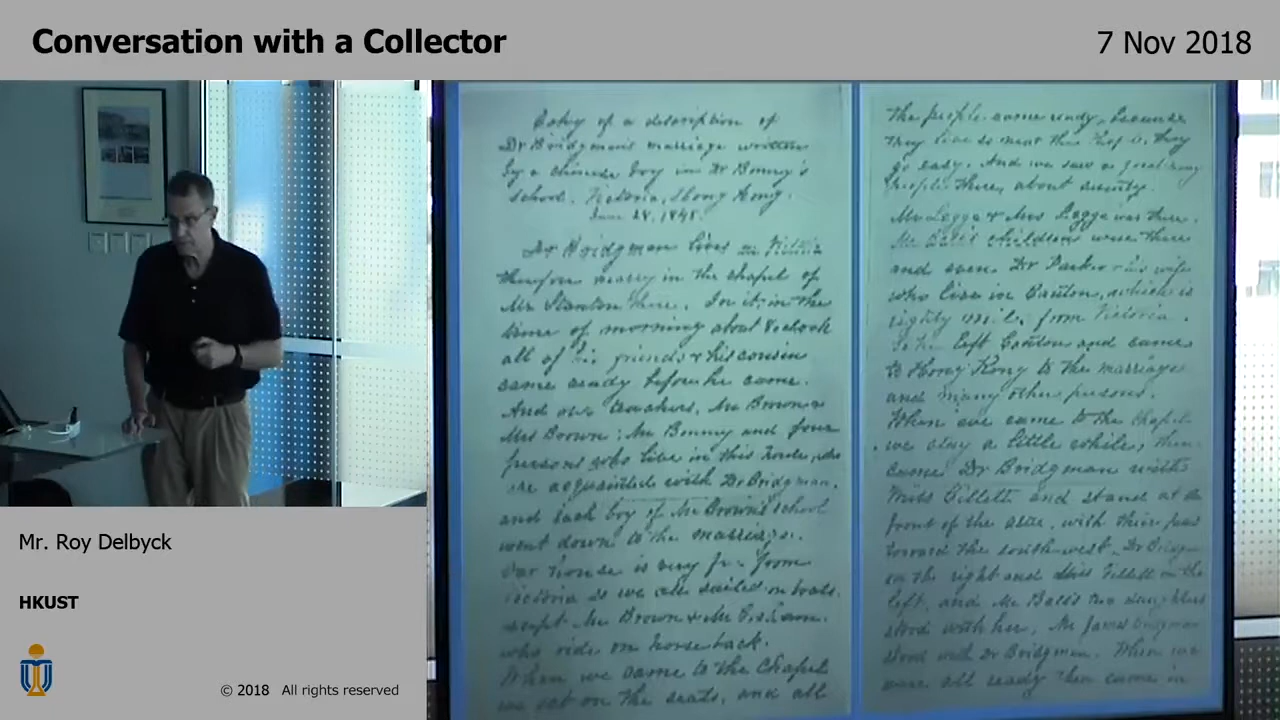 Conversation with a Collector
7 Nov 2018
Copy of a description of
Dr Bridgman's marriage written
by a chinese boy in Dr Bonney's
school. Victoria, Hong Kong.
June 28, 1845.
Dr Bridgman lives in Victoria
therefore marry in the chapel of
Mr Stanton there. In it, in the
time of morning about 8 o'clock
all of his friends & his cousin
came ready before he came.
And our teachers, Mr Brown &
Mrs Brown; Mr Bonney and four
persons who live in this house, who
are acquainted with Dr Bridgman.
and each boy of Mr Brown's school
went down to the marriage.
Our house is very far from
Victoria so we all sailed in boats.
except Mr Brown & Mr
who ride on horseback.
When we came to the Chapel
we sat on the seats, and all
the people came ready, because
they live so near this they
go easy. And we saw a great many
people there, about seventy.
Mr Legge & Mrs Legge was there.
Mr Ball's childrens were there
and even Dr Parker & his wife
who live in Canton, which is
eighty miles from Victoria.
So he left Canton and came
to Hong Kong to the marriage
and many other persons.
When we came to the Chapel
we stay a little while, then
came Dr Bridgman with
Miss Gillett and stand at the
front of the , with their face
toward the south-west, Dr Bridgman
on the right and Miss Gillett on the
left, and Mr Ball's two daughters
stood with her, Mr James Bridgman
stood with Dr Bridgman. When we
were all ready then came in
Mr. Roy Delbyck
HKUST
© 2018 All rights reserved